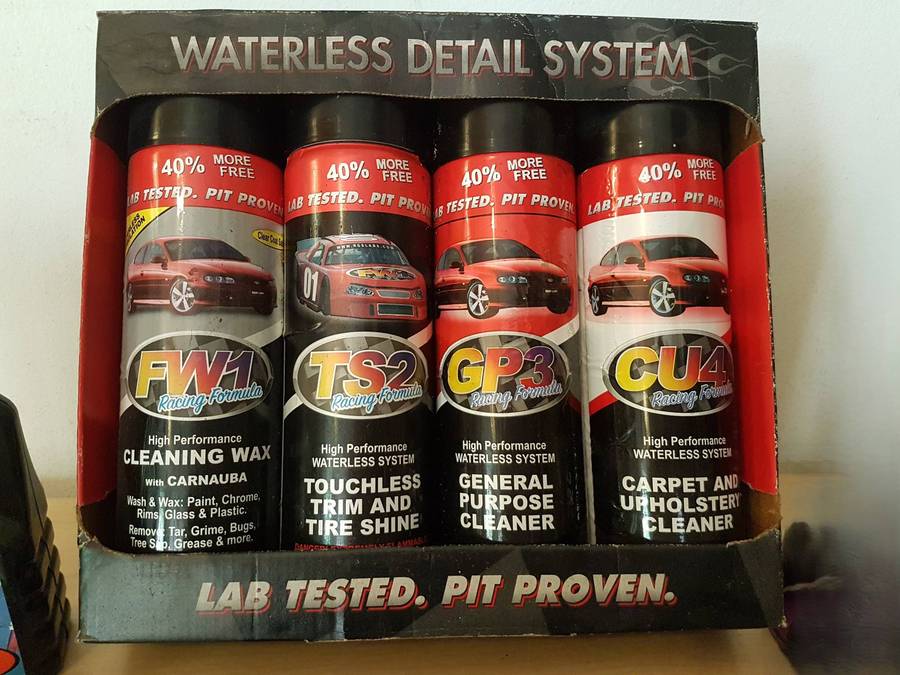 WATERLESS DETAIL SYSTEM
40% MORE FREE
LAB TESTED. PIT PROVEN
Clear Coat
FW1
Racing Formula
High Performance
CLEANING WAX
With CARNAUBA
Wash & Wax: Paint, Chrome,
Rims, Glass & Plastic.
Remove: Tar, Grime, Bugs,
Tree Sap, Grease & more.
40% MORE FREE
LAB TESTED. PIT PROVEN
01
FW1
TS2
Racing Formula
High Performance
WATERLESS SYSTEM
TOUCHLESS
TRIM AND
TIRE SHINE
40% MORE FREE
LAB TESTED. PIT PROVEN.
GP3
Racing Formula
High Performance
WATERLESS SYSTEM
GENERAL
PURPOSE
CLEANER
40% MORE FREE
LAB TESTED. PIT PRO
CU4
Racing Formula
High Performance
WATERLESS SYSTEM
CARPET AND
UPHOLSTERY
CLEANER
LAB TESTED. PIT PROVEN.